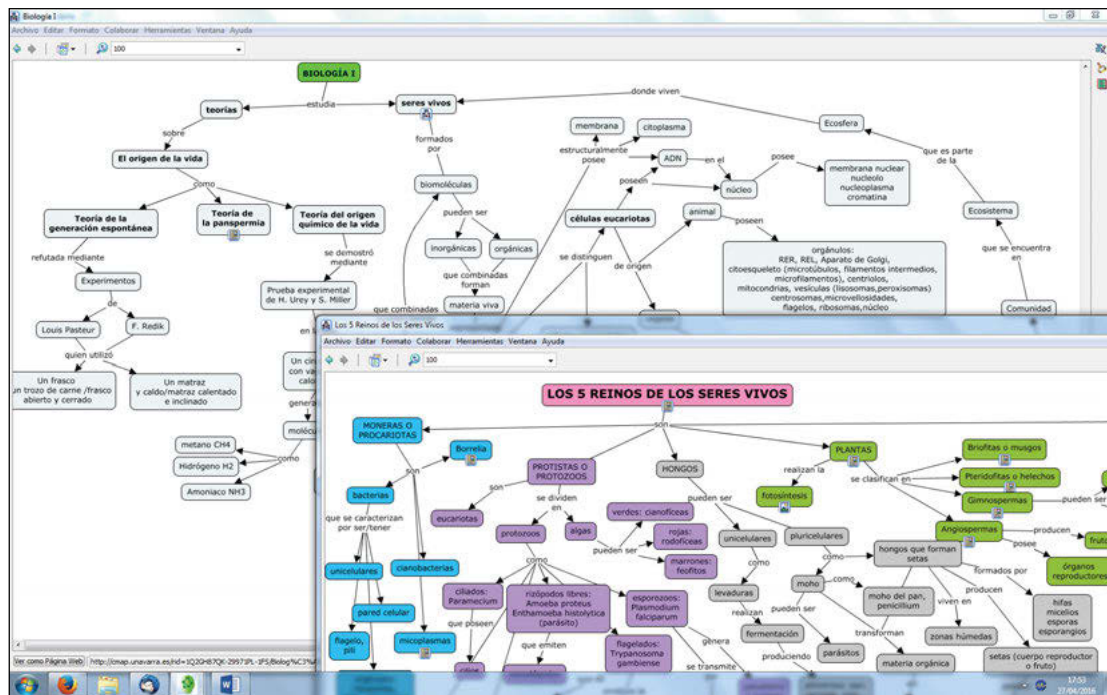 Biología I
Archivo Editar Formato Colaborar Herramientas Ventana Ayuda
100
BIOLOGÍA I
estudia
teorías
seres vivos
donde viven
sobre
formados
por
El origen de la vida
como
Teoría de la
generación espontánea
Teoría de
la panspermia
Teoría del origen
químico de la vida
refutada mediante
se demostró
mediante
Experimentos
de
Louis Pasteur
F. Redik
quien utilizó
Un frasco
un trozo de carne /frasco
abierto y cerrado
Un matraz
y caldo/matraz calentado
e inclinado
Prueba experimental
de H. Urey y S. Miller
en
Un
con
metano CH4
Hidrógeno H2
Amoniaco NH3
como
biomoléculas
pueden ser
inorgánicas
orgánicas
que combinadas
forman
materia viva
que combinadas
membrana
citoplasma
estructuralmente
posee
ADN
en el
núcleo
poseen
posee
membrana nuclear
nucleolo
nucleoplasma
cromatina
células eucariotas
animal
poseen
se distinguen
de origen
orgánulos:
RER, REL, Aparato de Golgi,
citoesqueleto (microtúbulos, filamentos intermedios,
microfilamentos), centriolos,
mitocondrias, vesículas (lisosomas,peroxisomas)
centrosomas,microvellosidades,
flagelos, ribosomas,núcleo
Ecosfera
que es parte
de la
Ecosistema
que se encuentra
en
Comunidad
Los 5 Reinos de los Seres Vivos
Archivo Editar Formato Colaborar Herramientas Ventana Ayuda
100
LOS 5 REINOS DE LOS SERES VIVOS
son
MONERAS O
PROCARIOTAS
son
Borrelia
bacterias
que se caracterizan
por ser/tener
unicelulares
cianobacterias
pared celular
flagelo,
pili
micoplasmas
PROTISTAS O
PROTOZOOS
son
se dividen
en
eucariotas
protozoos
algas
pueden ser
verdes: cianofíceas
rojas:
rodofíceas
marrones:
feofitos
como
ciliados:
Paramecium
rizópodos libres:
Amoeba proteus
Enthamoeba histolytica
(parásito)
esporozoos:
Plasmodium
falciparum
flagelados:
Trypanosoma
gambiense
que poseen
cilios
que emiten
genera
se transmite
HONGOS
pueden ser
unicelulares
como
levaduras
realizan
fermentación
produciendo
pluricelulares
como
moho
como
moho del pan,
penicillium
pueden ser
parásitos
transforman
materia orgánica
hongos que forman
setas
viven en
zonas húmedas
producen
setas (cuerpo reproductor
o fruto)
formados por
hifas
micelios
esporas
esporangios
PLANTAS
realizan la
fotosíntesis
se clasifican en
Briofitas o musgos
Pteridofitas o helechos
Gimnospermas
pueden ser
Angiospermas
producen
posee
órganos
reproductores
Ver como Página Web
17:53
27/04/2016